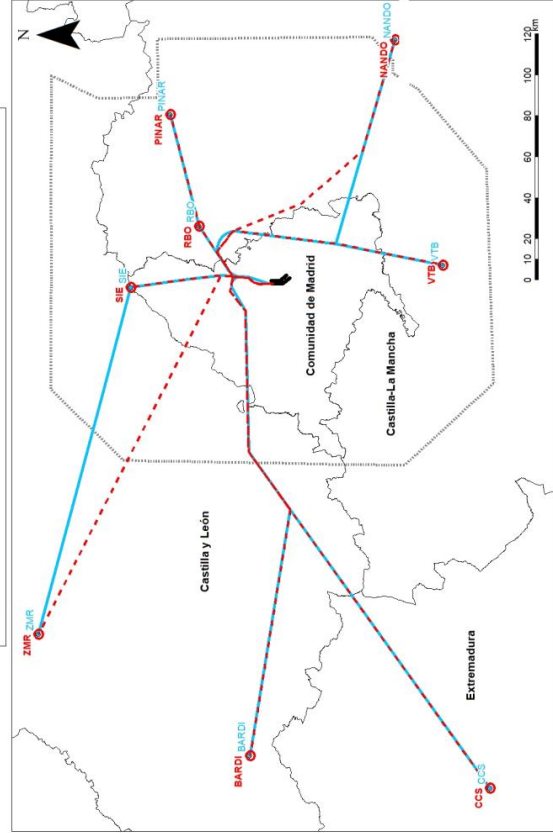 N
NANDO NANDO
PINAR PINAR
RBO RBO
SIE SIE
ZMR ZMR
VTB VTB
Comunidad de Madrid
Castilla-La Mancha
Castilla y León
BARDI BARDI
Extremadura
CCS CCS
0 10 20 40 60 80 100 120 km